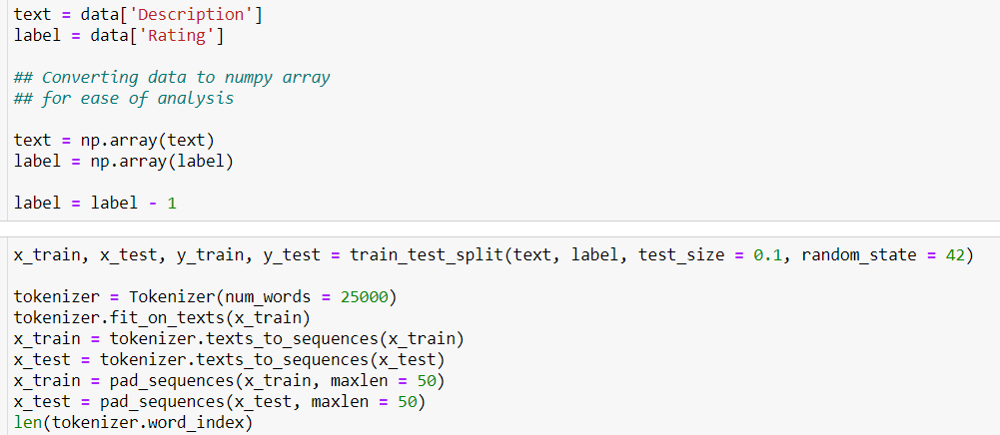 text = data['Description']
label = data['Rating']
## Converting data to numpy array
## for ease of analysis
text = np.array(text)
label = np.array(label)
label = label - 1
x_train, x_test, y_train, y_test = train_test_split(text, label, test_size = 0.1, random_state = 42)
tokenizer = Tokenizer(num_words = 25000)
tokenizer.fit_on_texts(x_train)
x_train = tokenizer.texts_to_sequences(x_train)
x_test = tokenizer.texts_to_sequences(x_test)
x_train = pad_sequences(x_train, maxlen = 50)
x_test = pad_sequences(x_test, maxlen = 50)
len(tokenizer.word_index)